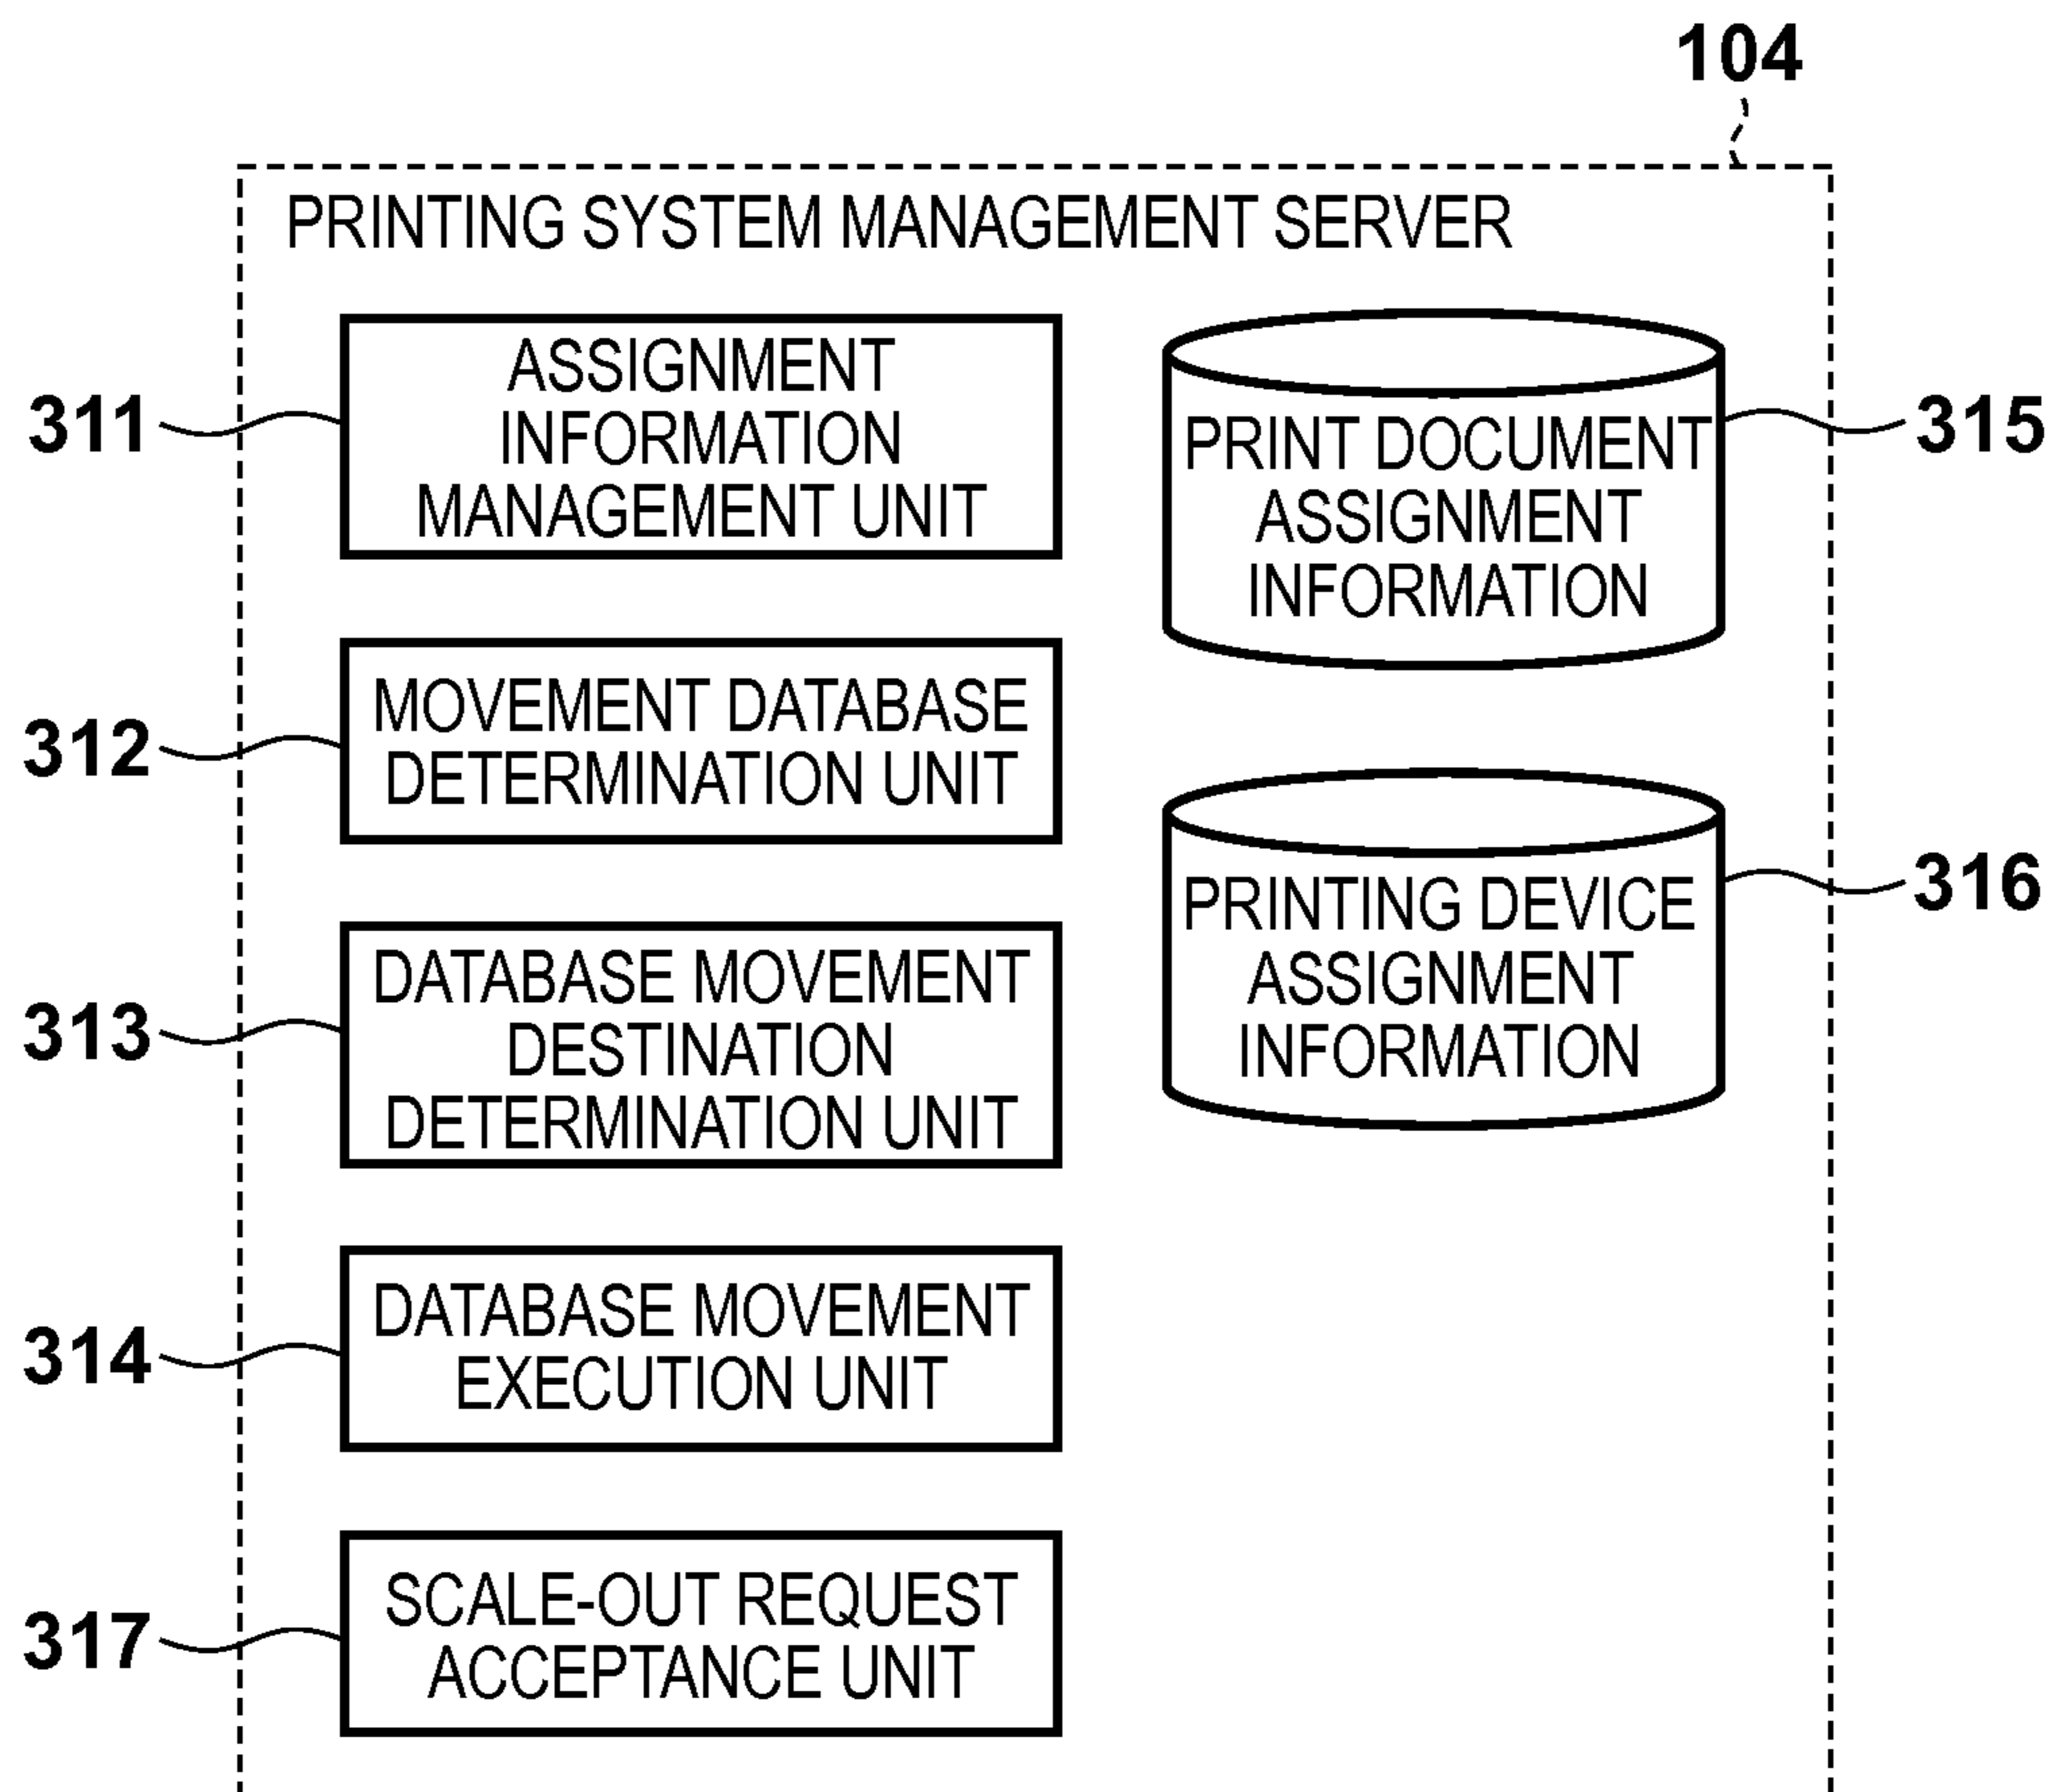 104
PRINTING SYSTEM MANAGEMENT SERVER
311
ASSIGNMENT
INFORMATION
MANAGEMENT UNIT
PRINT DOCUMENT
ASSIGNMENT
INFORMATION
315
312
MOVEMENT DATABASE
DETERMINATION UNIT
PRINTING DEVICE
ASSIGNMENT
INFORMATION
316
313
DATABASE MOVEMENT
DESTINATION
DETERMINATION UNIT
314
DATABASE MOVEMENT
EXECUTION UNIT
317
SCALE-OUT REQUEST
ACCEPTANCE UNIT